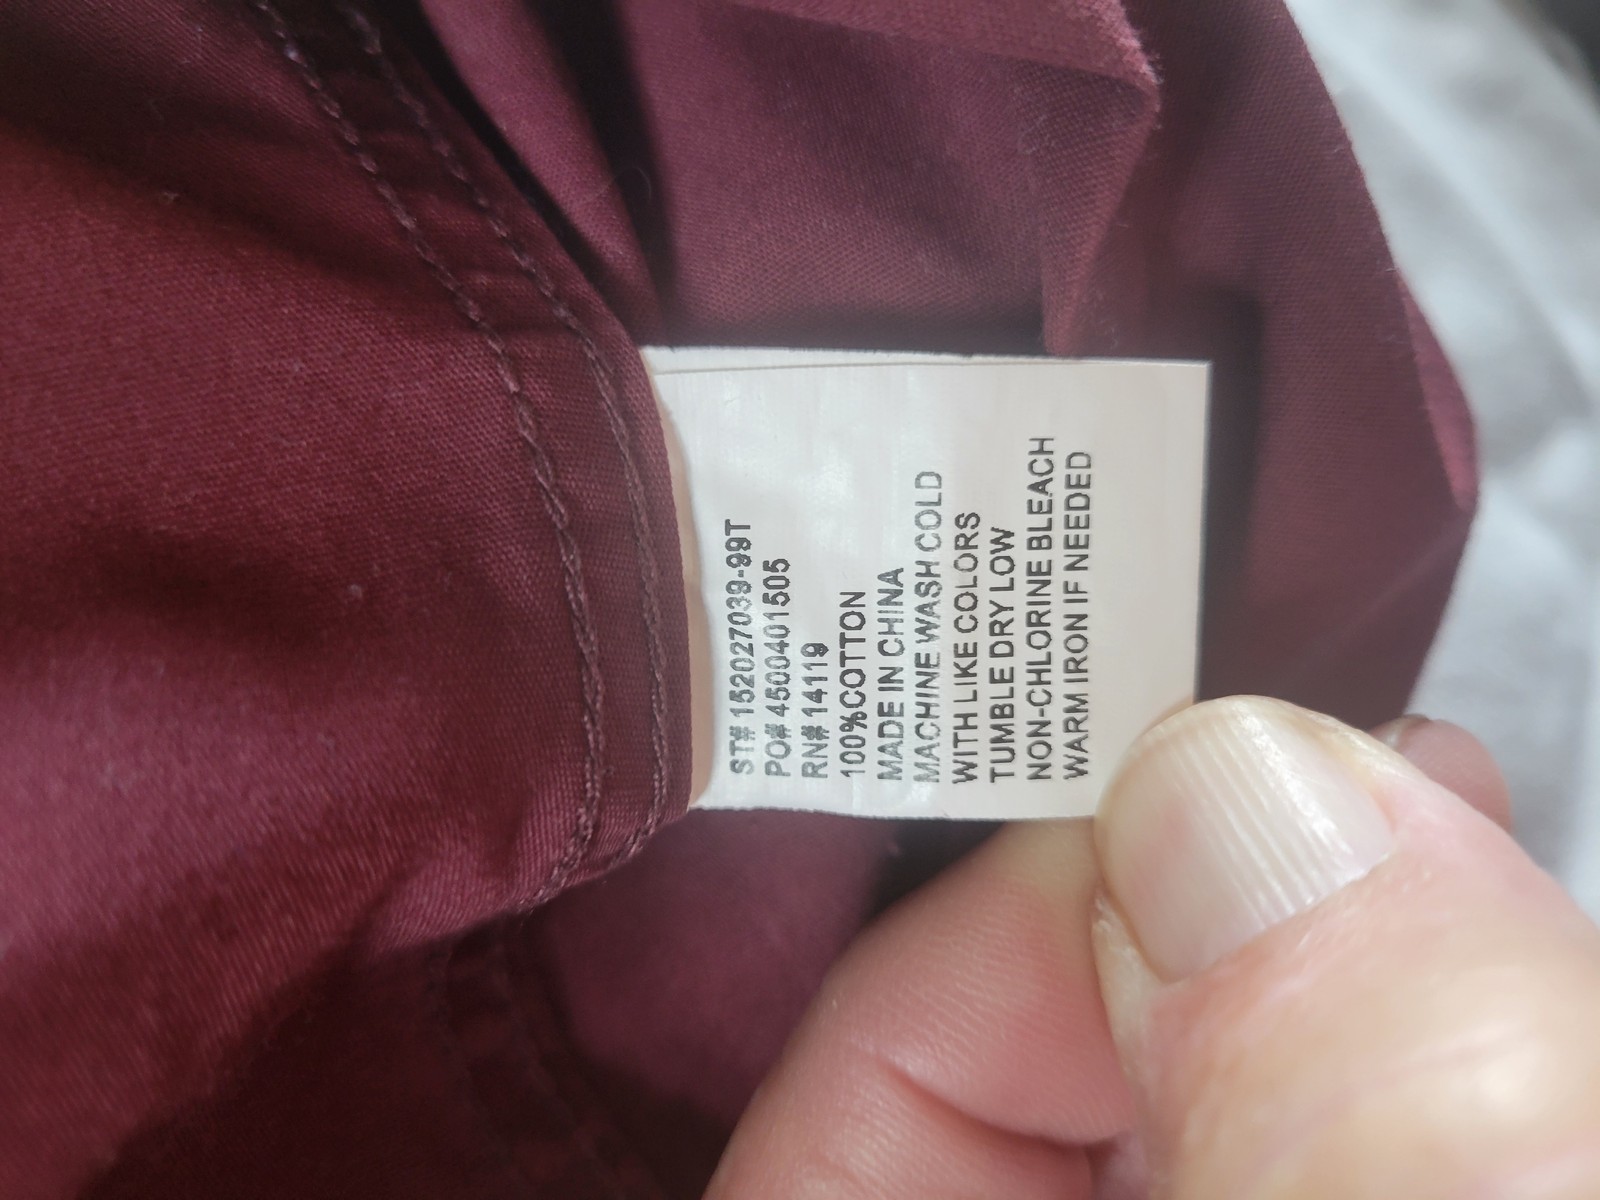 ST# 152027039-99T
PO# 4500401505
RN# 14119
100%COTTON
MADE IN CHINA
MACHINE WASH COLD
WITH LIKE COLORS
TUMBLE DRY LOW
NON-CHLORINE BLEACH
WARM IRON IF NEEDED